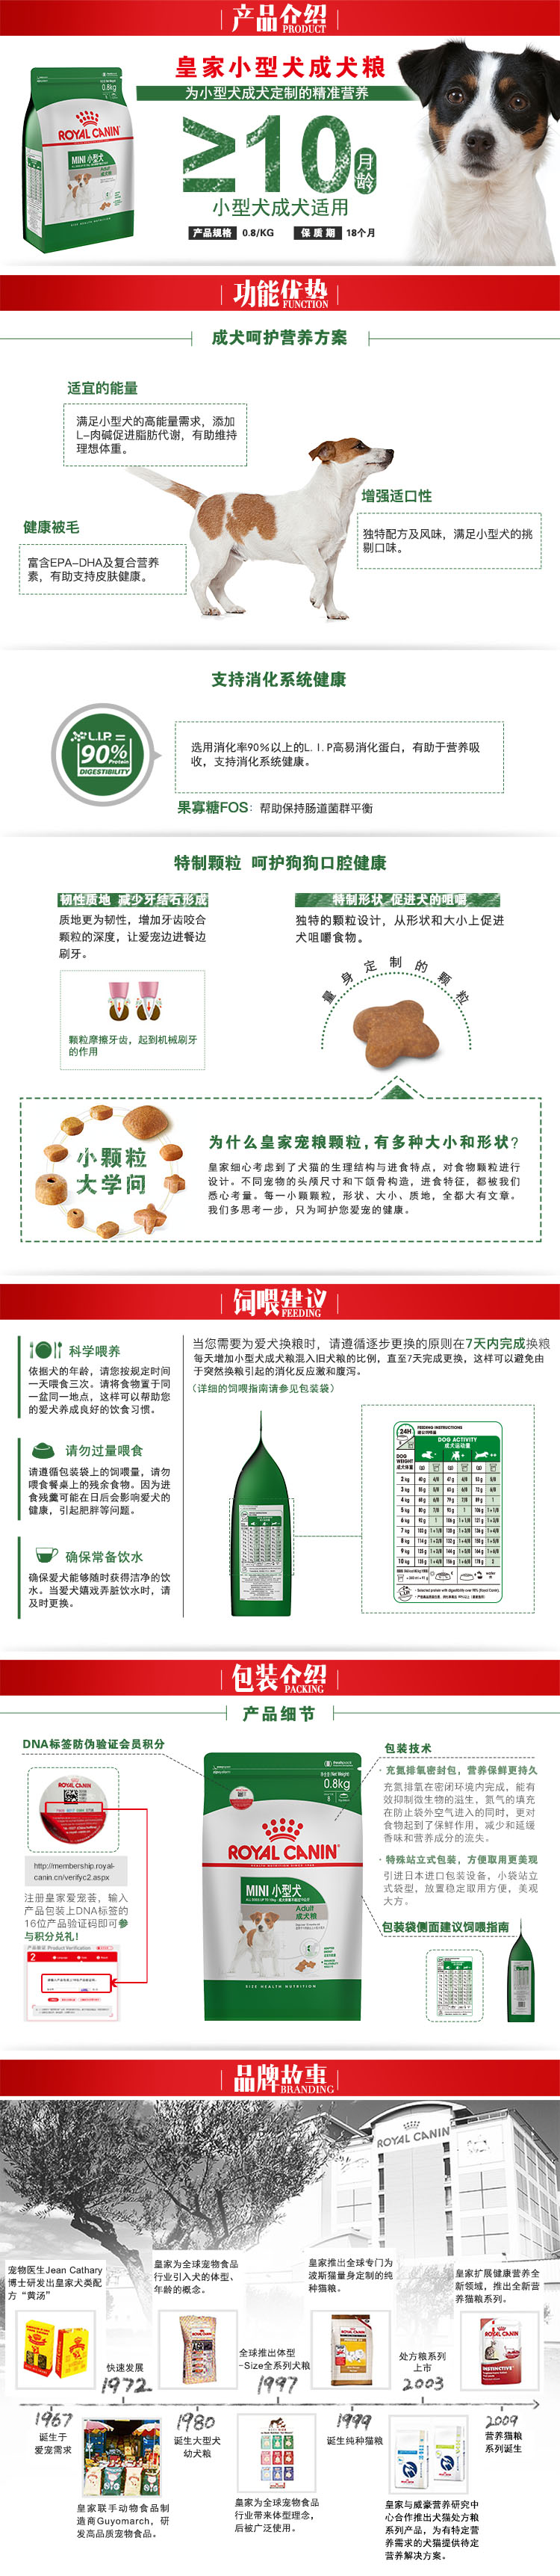 产品介绍
PRODUCT
皇家小型犬成犬粮
为小型犬成犬定制的精准营养
≥10月龄
小型犬成犬适用
产品规格 0.8/KG 保质期 18个月
0.8kg
ROYAL CANIN
MINI 小型犬
Adult
成犬粮
功能优势
FUNCTION
成犬呵护营养方案
适宜的能量
满足小型犬的高能量需求，添加
L-肉碱促进脂肪代谢，有助维持
理想体重。
增强适口性
独特配方及风味，满足小型犬的挑
剔口味。
健康被毛
富含EPA-DHA及复合营养
素，有助支持皮肤健康。
支持消化系统健康
L.I.P. =
90% Protein
DIGESTIBILITY
选用消化率90%以上的L.I.P高易消化蛋白，有助于营养吸
收，支持消化系统健康。
果寡糖FOS：帮助保持肠道菌群平衡
特制颗粒 呵护狗狗口腔健康
韧性质地 减少牙结石形成
质地更为韧性，增加牙齿咬合
颗粒的深度，让爱宠边进餐边
刷牙。
颗粒摩擦牙齿，起到机械刷牙
的作用
特制形状 促进犬的咀嚼
独特的颗粒设计，从形状和大小上促进
犬咀嚼食物。
量身定制的颗粒
小颗粒
大学问
为什么皇家宠粮颗粒，有多种大小和形状？
皇家细心考虑到了犬猫的生理结构与进食特点，对食物颗粒进行
设计。不同宠物的头颅尺寸和下颌骨构造，进食特征，都被我们
悉心考量。每一小颗颗粒，形状、大小、质地，全都大有文章。
我们多思考一步，只为呵护您爱宠的健康。
饲喂建议
FEEDING
科学喂养
依据犬的年龄，请您按规定时间
一天喂食三次。请将食物置于同
一盆同一地点，这样可以帮助您
的爱犬养成良好的饮食习惯。
请勿过量喂食
请遵循包装袋上的饲喂量，请勿
喂食餐桌上的残余食物。因为进
食残羹可能在日后会影响爱犬的
健康，引起肥胖等问题。
确保常备饮水
确保爱犬能够随时获得洁净的饮
水。当爱犬嬉戏弄脏饮水时，请
及时更换。
当您需要为爱犬换粮时，请遵循逐步更换的原则在7天内完成换粮
每天增加小型犬成犬粮混入旧犬粮的比例，直至7天完成更换，这样可以避免由
于突然换粮引起的消化反应激和腹泻。
（详细的饲喂指南请参见包装袋）
24H
FEEDING INSTRUCTIONS
DOG ACTIVITY
成犬运动量
DOG WEIGHT
成犬体重
2 kg
3 kg
4 kg
5 kg
6 kg
7 kg
8 kg
9 kg
10 kg
包装介绍
PACKING
产品细节
DNA标签防伪验证会员积分
ROYAL CANIN
http://membership.royal-
canin.cn/verifyc2.aspx
注册皇家爱宠荟，输入
产品包装上DNA标签的
16位产品验证码即可参
与积分兑礼！
Product Verification
2
0.8kg
ROYAL CANIN
MINI 小型犬
Adult
成犬粮
SIZE HEALTH NUTRITION
包装技术
· 充氮排氧密封包，营养保鲜更持久
充氮排氧在密闭环境内完成，能有
效抑制微生物的滋生，氮气的填充
在防止袋外空气进入的同时，更对
食物起到了保鲜作用，减少和延缓
香味和营养成分的流失。
· 特殊站立式包装，方便取用更美观
引进日本进口包装设备，小袋站立
式袋型，放置稳定取用方便，美观
大方。
包装袋侧面建议饲喂指南
品牌故事
BRANDING
ROYAL CANIN
宠物医生Jean Cathary
博士研发出皇家犬类配
方“黄汤”
皇家为全球宠物食品
行业引入犬的体型、
年龄的概念。
皇家推出全球专门为
波斯猫量身定制的纯
种猫粮。
皇家扩展健康营养全
新领域，推出全新营
养猫粮系列。
快速发展
1972
全球推出体型
-Size全系列犬粮
1997
处方粮系列
上市
2003
1967
诞生于
爱宠需求
1980
诞生大型犬
幼犬粮
1999
诞生纯种猫粮
2009
营养猫粮
系列诞生
皇家联手动物食品制
造商Guyomarch，研
发高品质宠物食品。
皇家为全球宠物食品
行业带来体型理念，
后被广泛使用。
皇家与威豪营养研究中
心合作推出犬猫处方粮
系列产品，为有特定营
养需求的犬猫提供待定
营养解决方案。